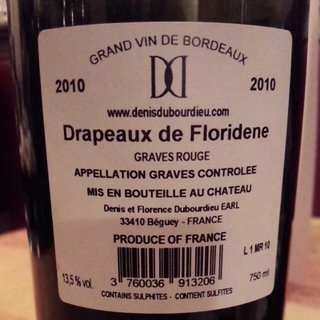 GRAND VIN DE BORDEAUX
2010 DD 2010
www.denisdubourdieu.com
Drapeaux de Floridene
GRAVES ROUGE
APPELLATION GRAVES CONTROLEE
MIS EN BOUTEILLE AU CHATEAU
Denis et Florence Dubourdieu EARL
33410 Béguey - FRANCE
PRODUCE OF FRANCE
L 1 MR 10
13,5 % vol.
3 760036 913206
750 ml
CONTAINS SULPHITES - CONTIENT SULFITES